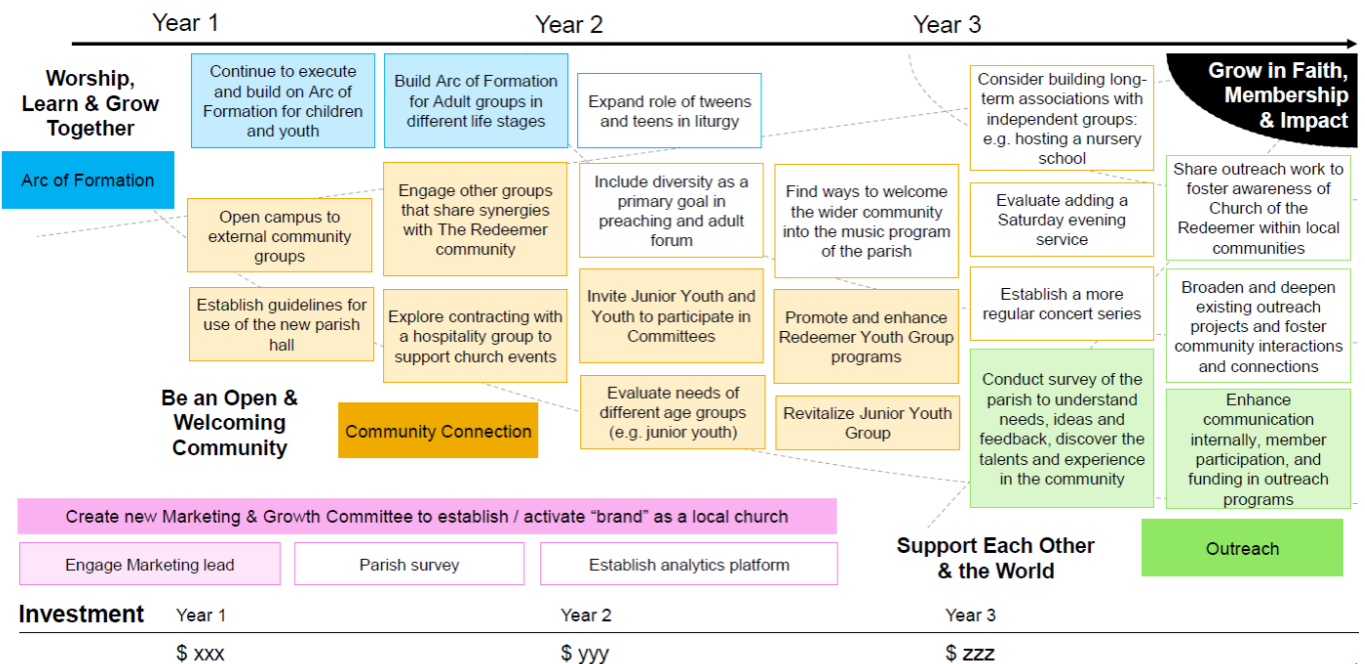 Year 1
Year 2
Year 3
Worship,
Learn & Grow
Together
Arc of Formation
Continue to execute
and build on Arc of
Formation for children
and youth
Build Arc of Formation
for Adult groups in
different life stages
Expand role of tweens
and teens in liturgy
Consider building long-
term associations with
independent groups:
e.g. hosting a nursery
school
Grow in Faith,
Membership
& Impact
Open campus to
external community
groups
Engage other groups
that share synergies
with The Redeemer
community
Include diversity as a
primary goal in
preaching and adult
forum
Find ways to welcome
the wider community
into the music program
of the parish
Evaluate adding a
Saturday evening
service
Share outreach work to
foster awareness of
Church of the
Redeemer within local
communities
Establish guidelines for
use of the new parish
hall
Explore contracting with
a hospitality group to
support church events
Invite Junior Youth and
Youth to participate in
Committees
Promote and enhance
Redeemer Youth Group
programs
Establish a more
regular concert series
Broaden and deepen
existing outreach
projects and foster
community interactions
and connections
Be an Open &
Welcoming
Community
Community Connection
Evaluate needs of
different age groups
(e.g. junior youth)
Revitalize Junior Youth
Group
Conduct survey of the
parish to understand
needs, ideas and
feedback, discover the
talents and experience
in the community
Enhance
communication
internally, member
participation, and
funding in outreach
programs
Create new Marketing & Growth Committee to establish / activate “brand” as a local church
Engage Marketing lead
Parish survey
Establish analytics platform
Support Each Other
& the World
Outreach
Investment
Year 1
Year 2
Year 3
$ xxx
$ yyy
$ zzz